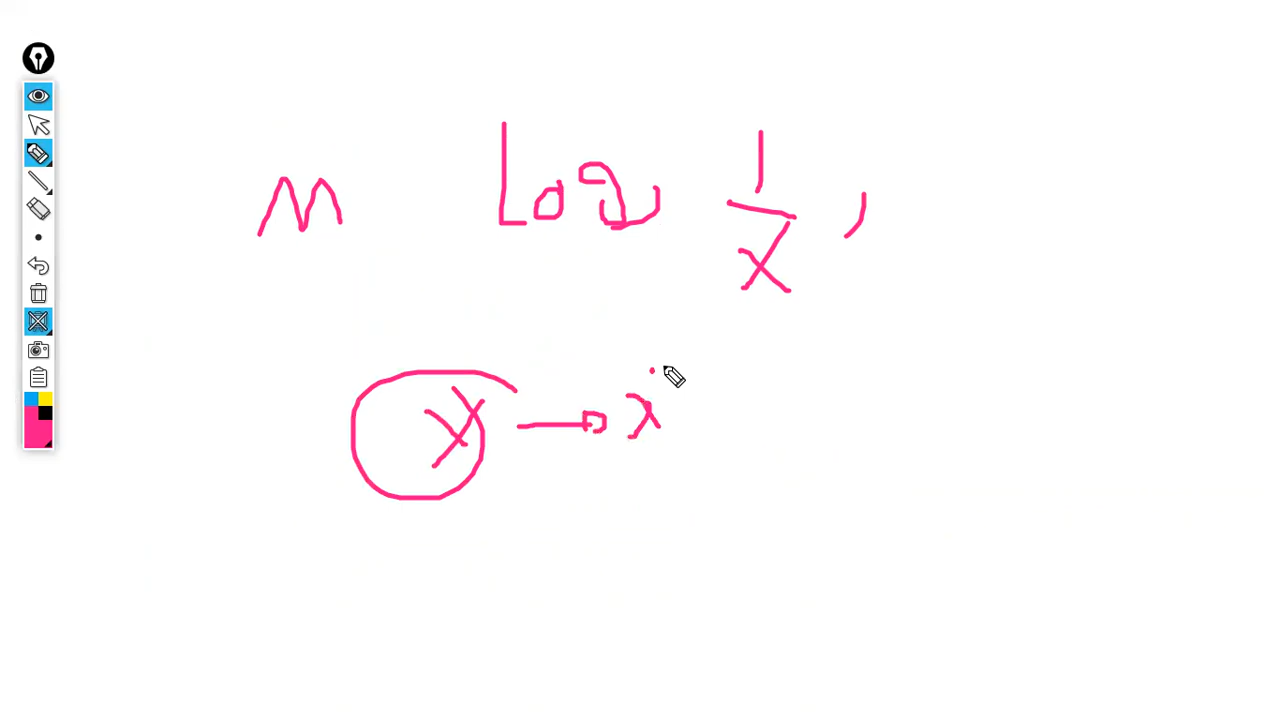 m log 1/x ,
x → x